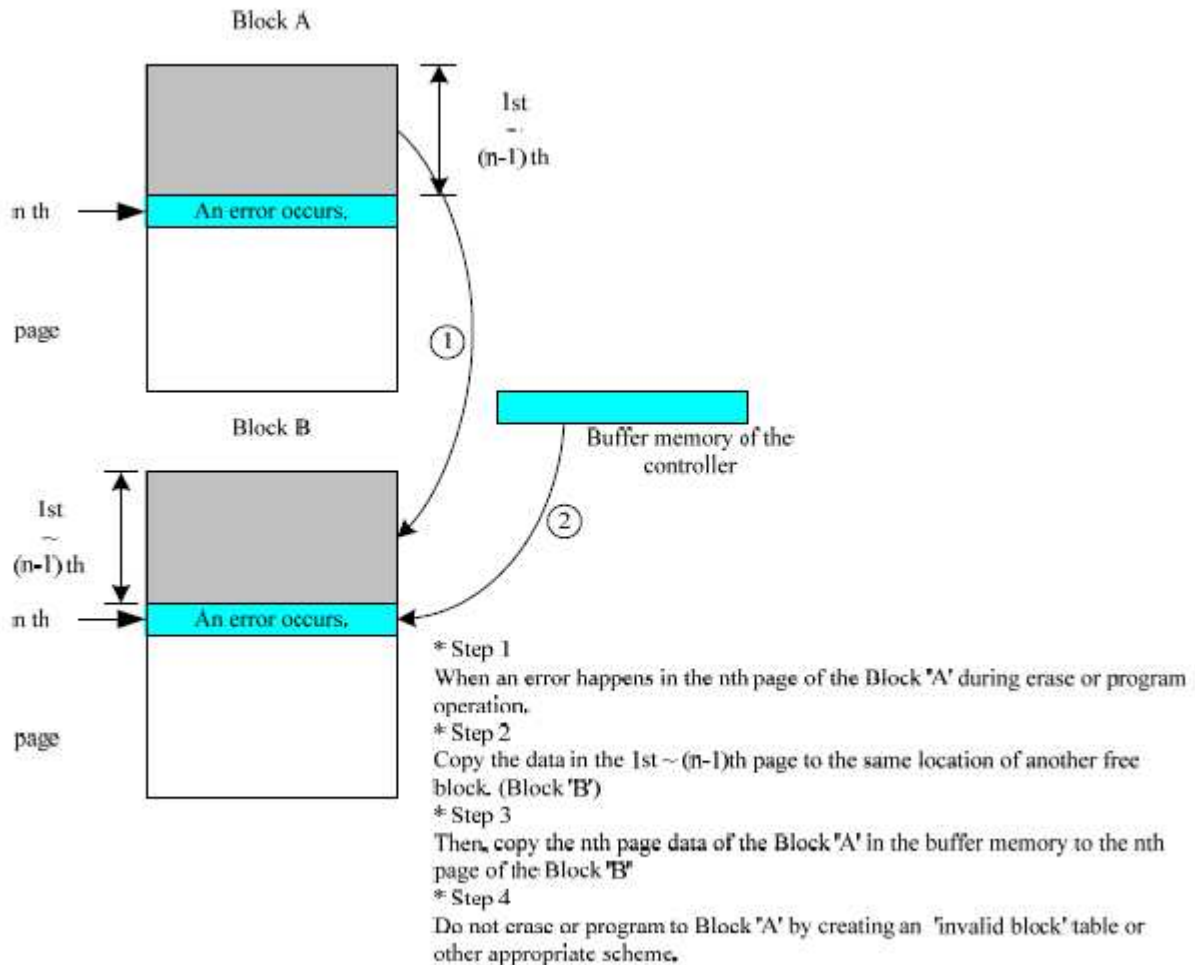 Block A
1st
~
(n-1) th
n th
An error occurs.
page
1
Block B
Buffer memory of the
controller
1st
~
(n-1) th
2
n th
An error occurs.
* Step 1
When an error happens in the nth page of the Block "A" during erase or program
operation.
* Step 2
page
Copy the data in the 1st ~ (n-1)th page to the same location of another free
block. (Block "B")
* Step 3
Then, copy the nth page data of the Block "A" in the buffer memory to the nth
page of the Block "B"
* Step 4
Do not erase or program to Block "A" by creating an 'invalid block' table or
other appropriate scheme.